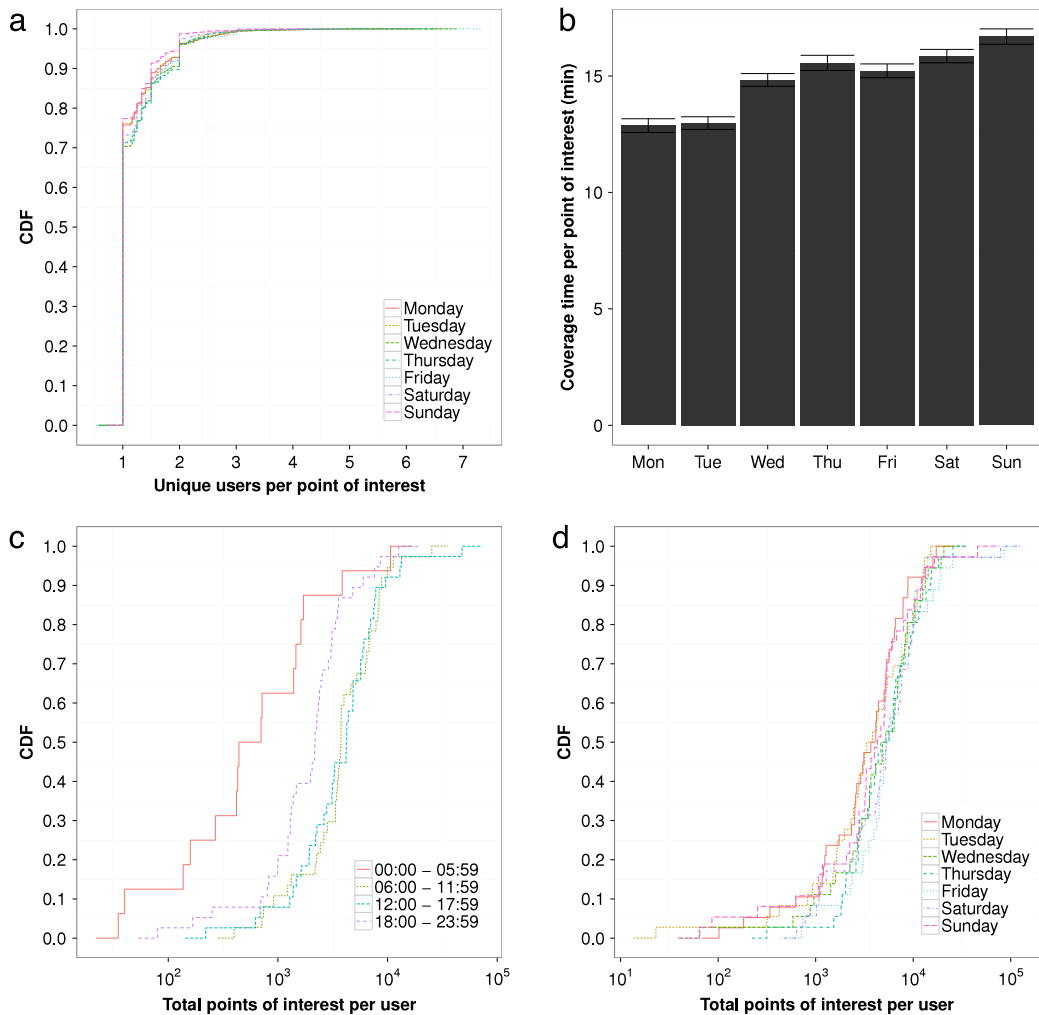 a
1.0
0.9
0.8
0.7
0.6
0.5
0.4
0.3
0.2
0.1
0.0
CDF
Monday
Tuesday
Wednesday
Thursday
Friday
Saturday
Sunday
1 2 3 4 5 6 7
Unique users per point of interest
b
15
10
5
0
Coverage time per point of interest (min)
Mon Tue Wed Thu Fri Sat Sun
c
1.0
0.9
0.8
0.7
0.6
0.5
0.4
0.3
0.2
0.1
0.0
CDF
00:00 – 05:59
06:00 – 11:59
12:00 – 17:59
18:00 – 23:59
10² 10³ 10⁴ 10⁵
Total points of interest per user
d
1.0
0.9
0.8
0.7
0.6
0.5
0.4
0.3
0.2
0.1
0.0
CDF
Monday
Tuesday
Wednesday
Thursday
Friday
Saturday
Sunday
10¹ 10² 10³ 10⁴ 10⁵
Total points of interest per user